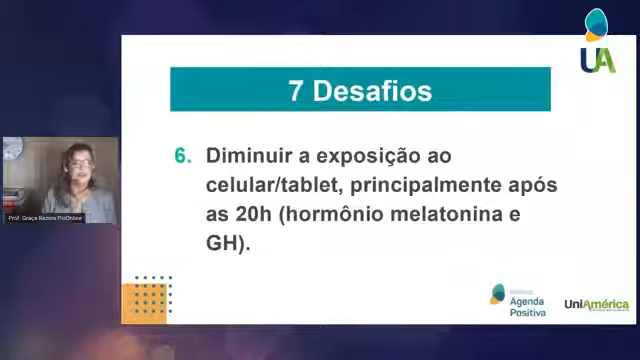 UA
7 Desafios
6. Diminuir a exposição ao
celular/tablet, principalmente após
as 20h (hormônio melatonina e
GH).
Prof. Graça Razera PoiOnline
Agenda
Positiva
UniAmérica